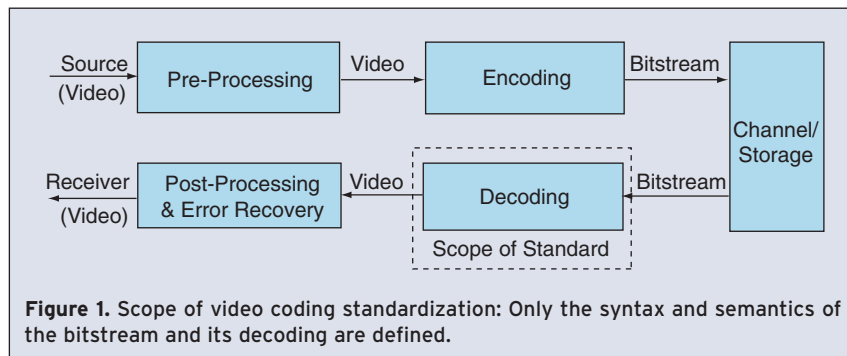 Source
(Video)
Pre-Processing
Video
Encoding
Bitstream
Channel/
Storage
Receiver
(Video)
Post-Processing
& Error Recovery
Video
Decoding
Bitstream
Scope of Standard
Figure 1. Scope of video coding standardization: Only the syntax and semantics of
the bitstream and its decoding are defined.